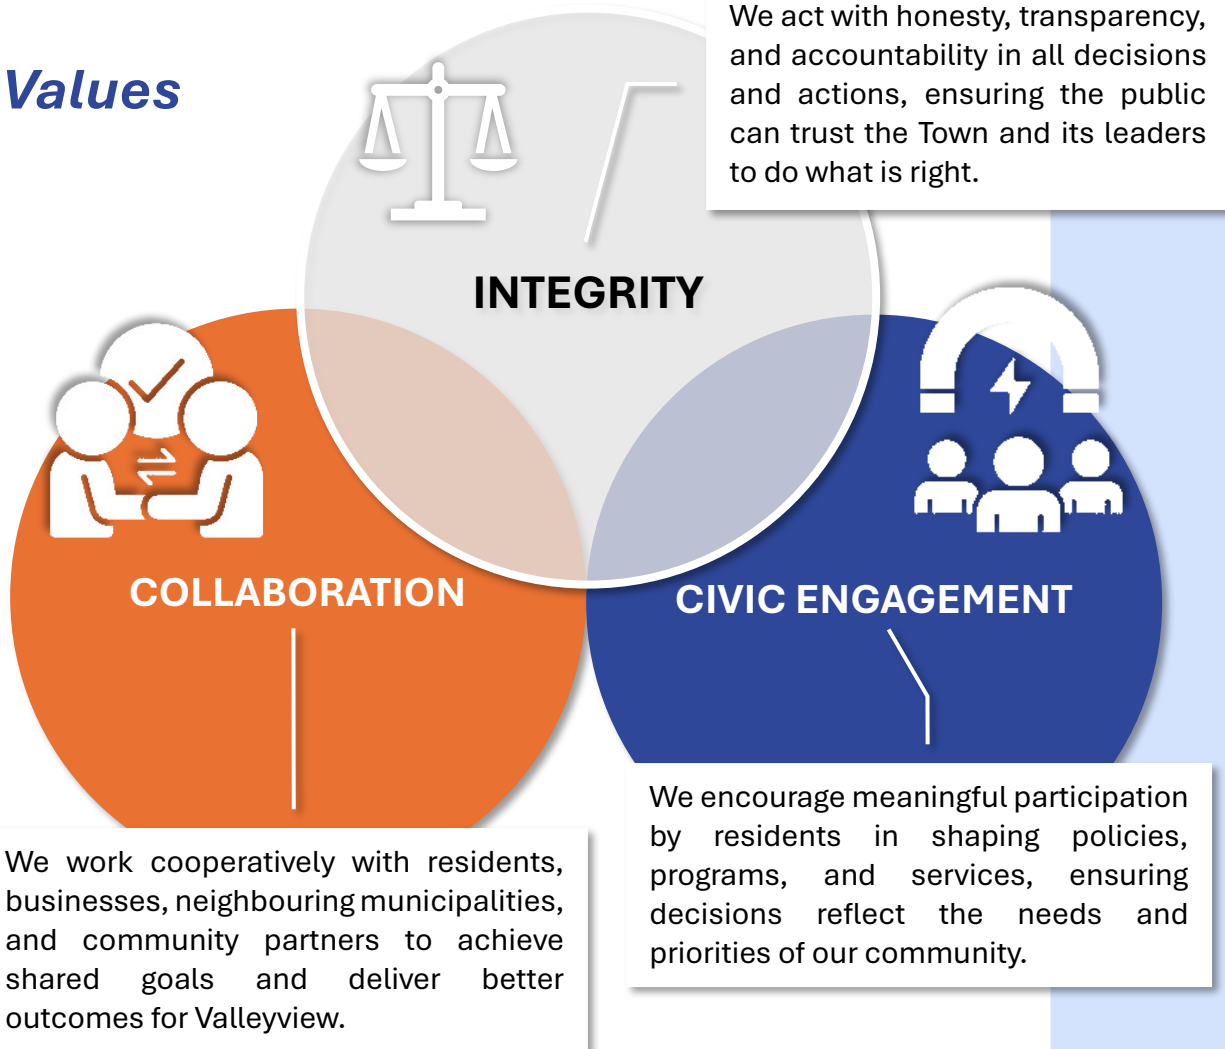 Values
We act with honesty, transparency,
and accountability in all decisions
and actions, ensuring the public
can trust the Town and its leaders
to do what is right.
INTEGRITY
COLLABORATION
CIVIC ENGAGEMENT
We work cooperatively with residents,
businesses, neighbouring municipalities,
and community partners to achieve
shared goals and deliver better
outcomes for Valleyview.
We encourage meaningful participation
by residents in shaping policies,
programs, and services, ensuring
decisions reflect the needs and
priorities of our community.